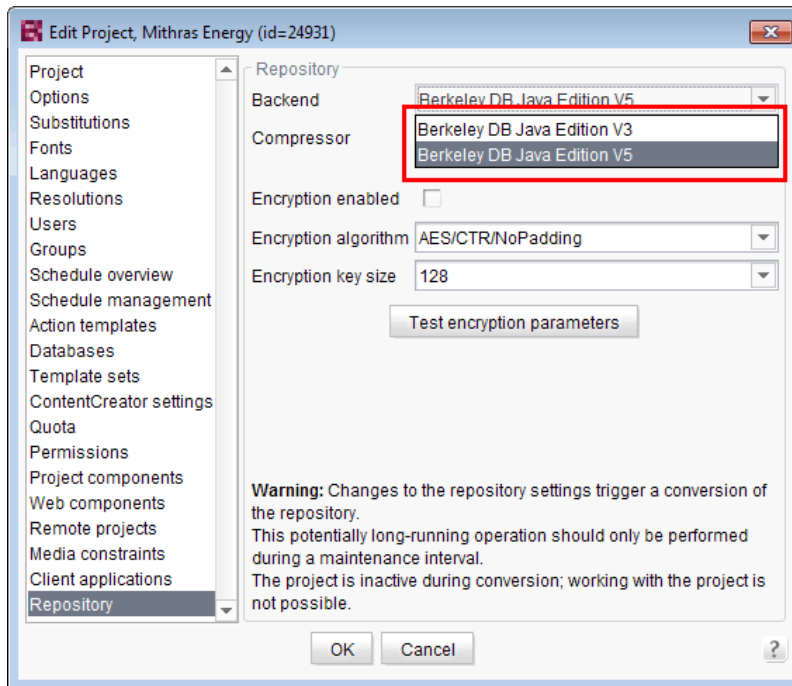 Edit Project, Mithras Energy (id=24931)
Project
Options
Substitutions
Fonts
Languages
Resolutions
Users
Groups
Schedule overview
Schedule management
Action templates
Databases
Template sets
ContentCreator settings
Quota
Permissions
Project components
Web components
Remote projects
Media constraints
Client applications
Repository
Repository
Backend Berkeley DB Java Edition V5
Berkeley DB Java Edition V3
Compressor
Berkeley DB Java Edition V5
Encryption enabled
Encryption algorithm AES/CTR/NoPadding
Encryption key size 128
Test encryption parameters
Warning: Changes to the repository settings trigger a conversion of
the repository.
This potentially long-running operation should only be performed
during a maintenance interval.
The project is inactive during conversion; working with the project is
not possible.
OK Cancel ?